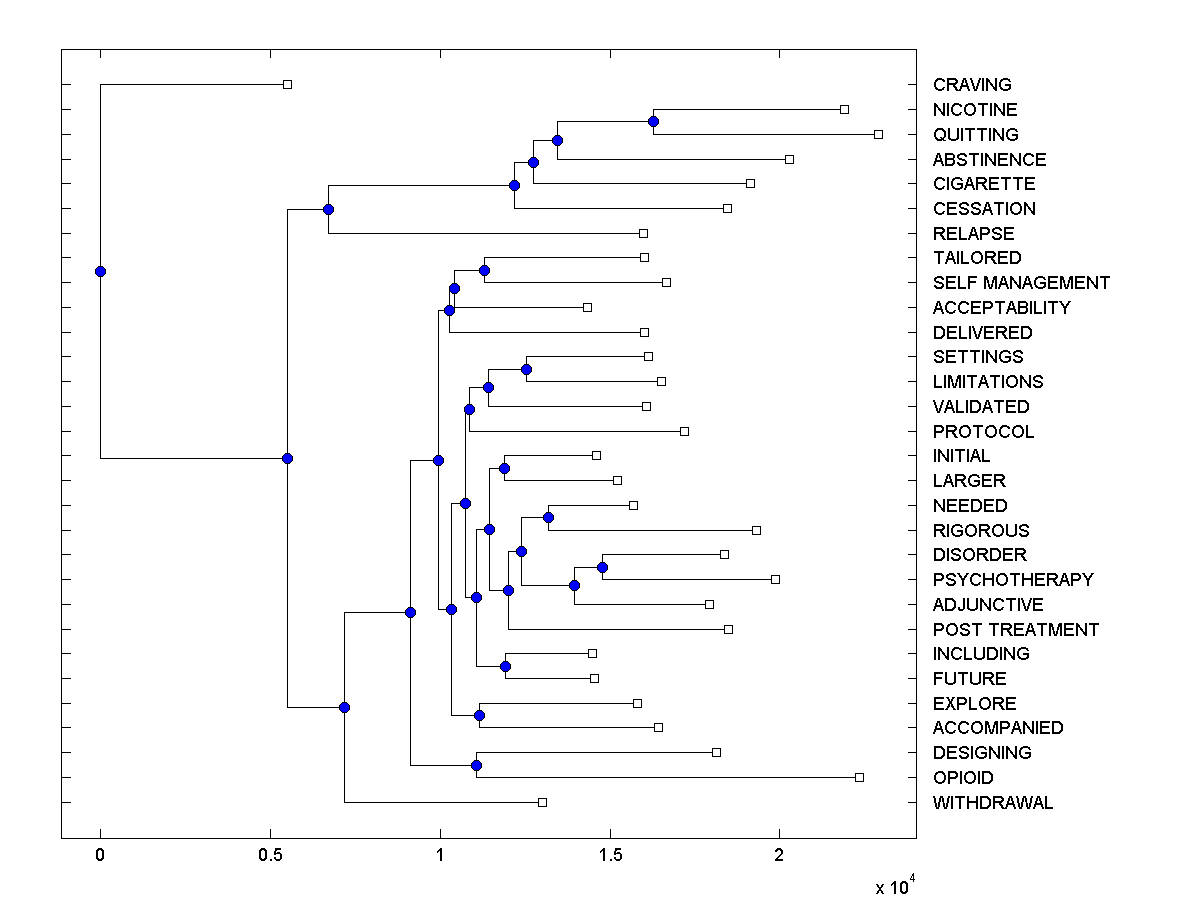 CRAVING
NICOTINE
QUITTING
ABSTINENCE
CIGARETTE
CESSATION
RELAPSE
TAILORED
SELF MANAGEMENT
ACCEPTABILITY
DELIVERED
SETTINGS
LIMITATIONS
VALIDATED
PROTOCOL
INITIAL
LARGER
NEEDED
RIGOROUS
DISORDER
PSYCHOTHERAPY
ADJUNCTIVE
POST TREATMENT
INCLUDING
FUTURE
EXPLORE
ACCOMPANIED
DESIGNING
OPIOID
WITHDRAWAL
0 0.5 1 1.5 2
x 10^4